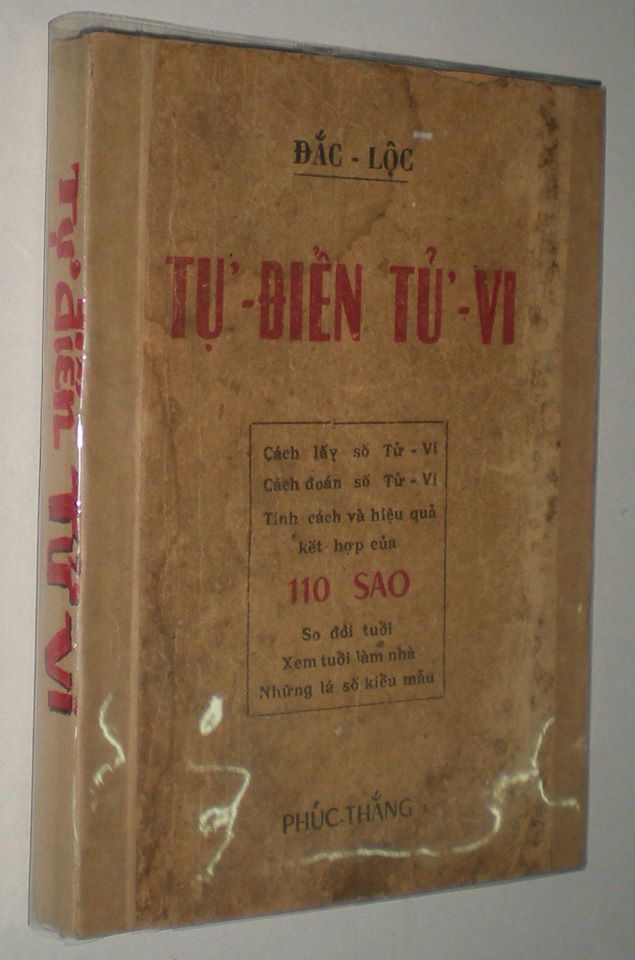 ĐẮC - LỘC
TỰ-ĐIỂN TỬ-VI
Cách lấy số Tử - Vi
Cách đoán số Tử - Vi
Tính cách và hiệu quả
kết hợp của
110 SAO
So đôi tuổi
Xem tuổi làm nhà
Những lá số kiểu mẫu
PHÚC-THẮNG
Tự điển TỬ-Vi